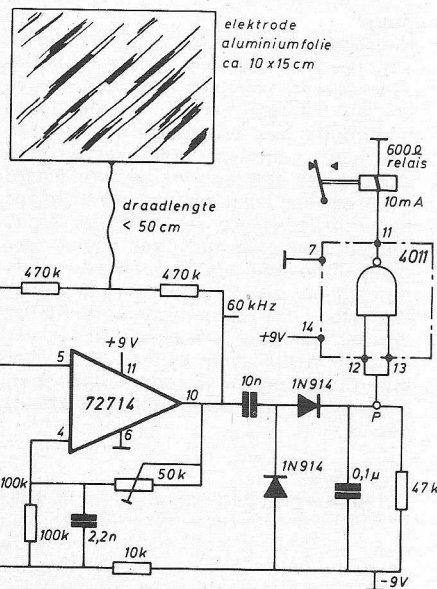 elektrode
aluminiumfolie
ca. 10 x 15 cm
600Ω
relais
10 mA
draadlengte
< 50 cm
11
4011
7
470k
470k
60 kHz
14
+9V
12
13
+9V
5
11
10
10n
1N914
72714
P
4
6
50k
1N914
0,1µ
47k
100k
100k
2,2n
10k
-9V